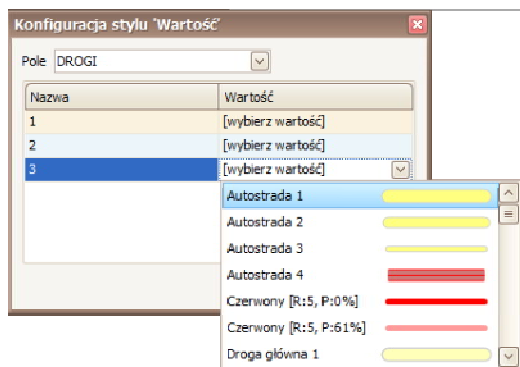 Konfiguracja stylu 'Wartość'
Pole DROGI
Nazwa Wartość
1 [wybierz wartość]
2 [wybierz wartość]
3 [wybierz wartość]
Autostrada 1
Autostrada 2
Autostrada 3
Autostrada 4
Czerwony [R:5, P:0%]
Czerwony [R:5, P:61%]
Droga główna 1